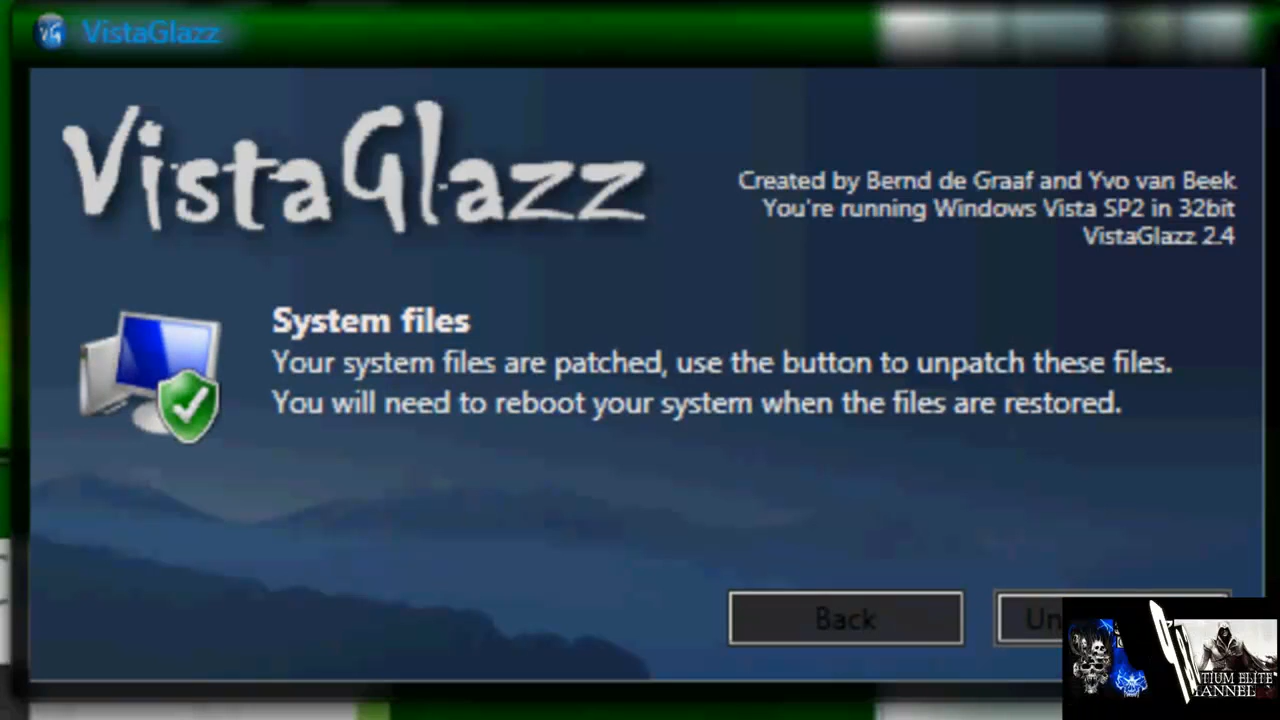 VistaGlazz
VistaGlazz
Created by Bernd de Graaf and Yvo van Beek
You're running Windows Vista SP2 in 32bit
VistaGlazz 2.4
System files
Your system files are patched, use the button to unpatch these files.
You will need to reboot your system when the files are restored.
Back
Un
ELITE